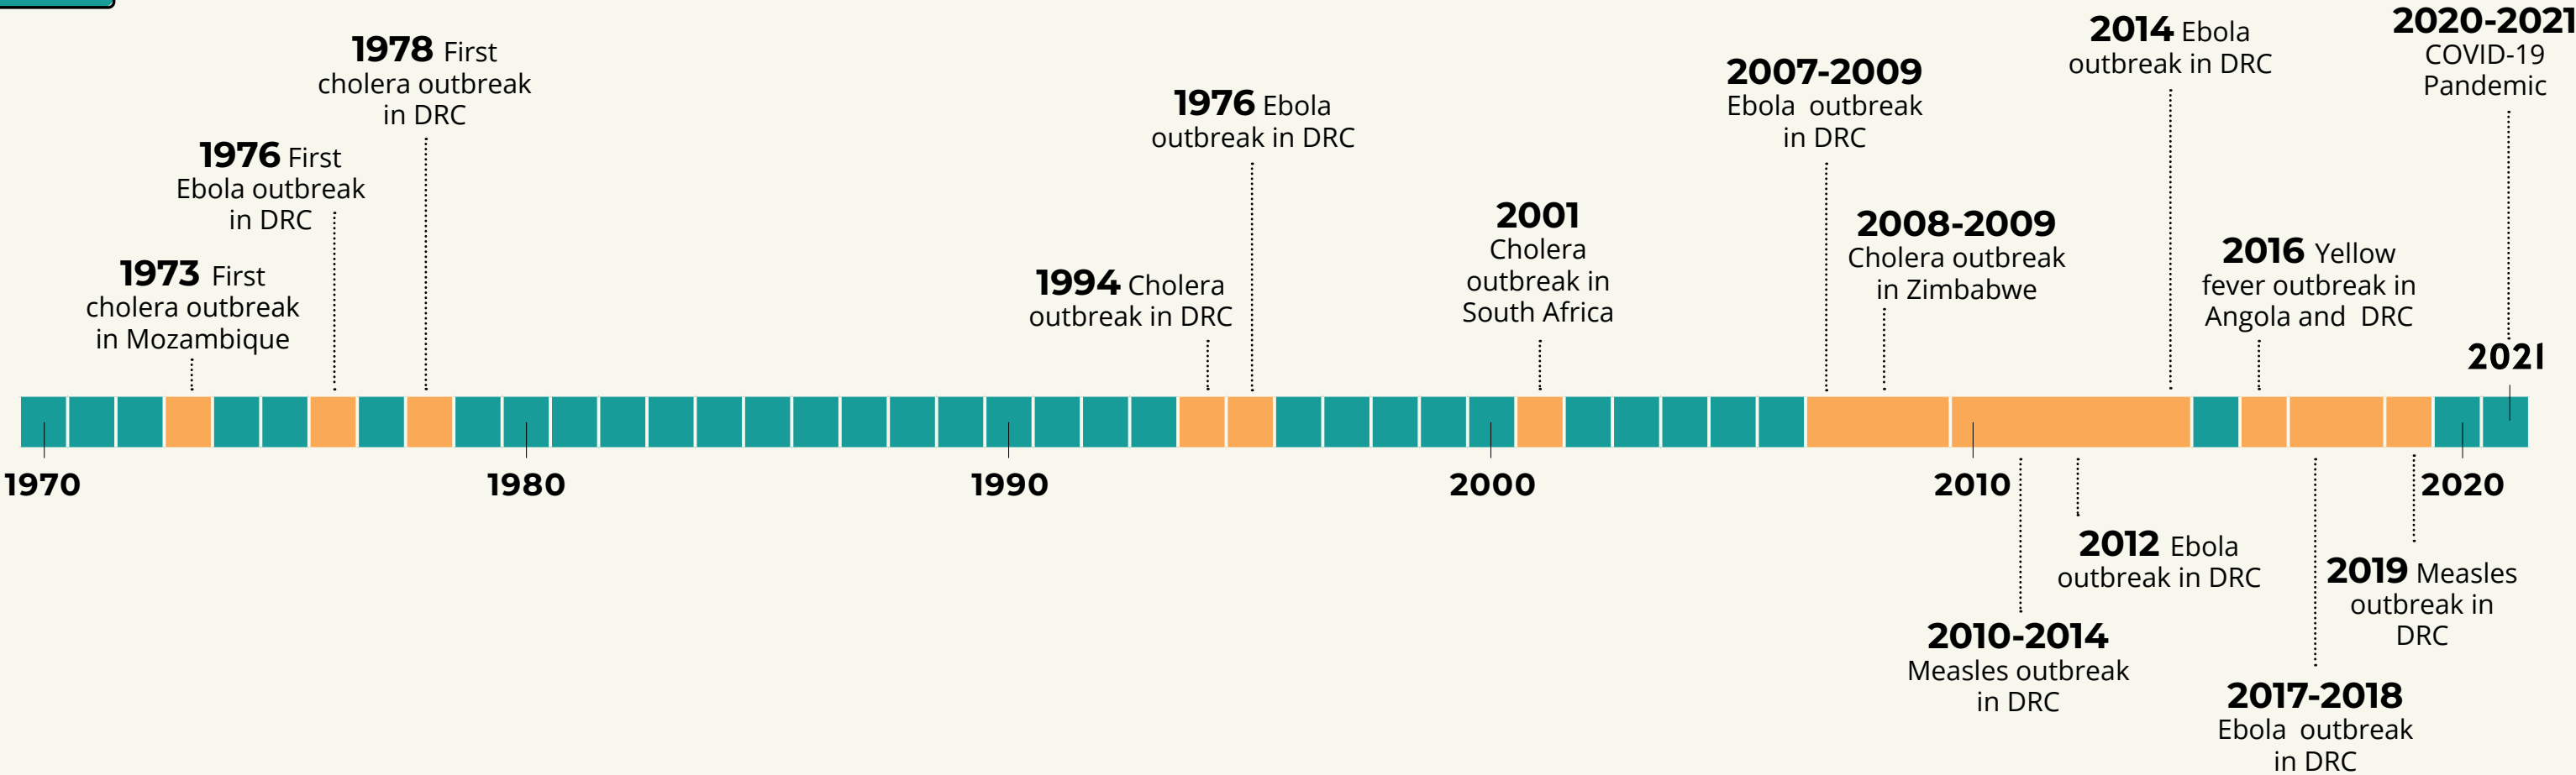 1973 First
cholera outbreak
in Mozambique
1976 First
Ebola outbreak
in DRC
1978 First
cholera outbreak
in DRC
1994 Cholera
outbreak in DRC
1976 Ebola
outbreak in DRC
2001
Cholera
outbreak in
South Africa
2007-2009
Ebola outbreak
in DRC
2008-2009
Cholera outbreak
in Zimbabwe
2014 Ebola
outbreak in DRC
2016 Yellow
fever outbreak in
Angola and DRC
2020-2021
COVID-19
Pandemic
2021
1970
1980
1990
2000
2010
2020
2010-2014
Measles outbreak
in DRC
2012 Ebola
outbreak in DRC
2017-2018
Ebola outbreak
in DRC
2019 Measles
outbreak in
DRC